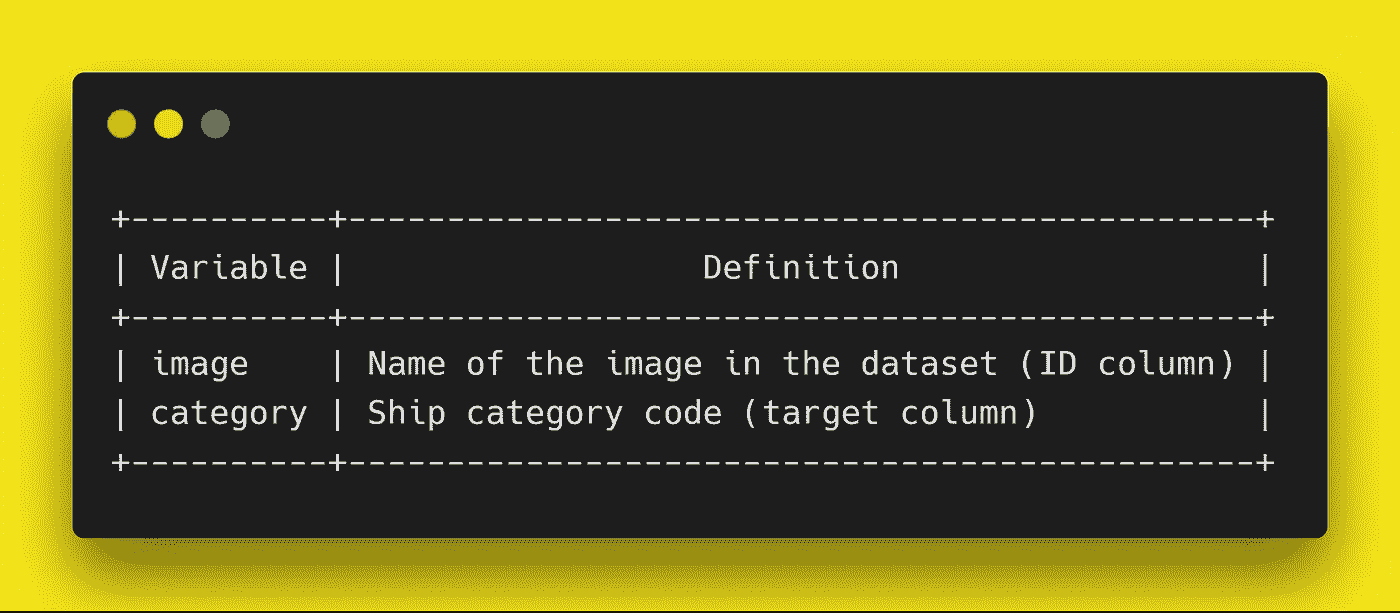 +----------+----------------------------------------------+
| Variable |                  Definition                  |
+----------+----------------------------------------------+
| image    | Name of the image in the dataset (ID column) |
| category | Ship category code (target column)           |
+----------+----------------------------------------------+